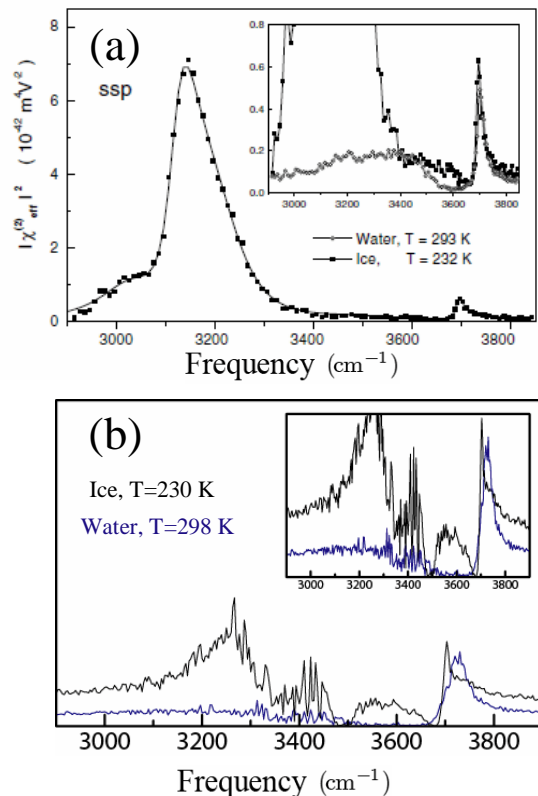 (a)
ssp
| χ(2)eff |2 ( 10-42 m4V-2 )
8
6
4
2
0
3000 3200 3400 3600 3800
Frequency (cm−1)
0.8
0.6
0.4
0.2
0.0
3000 3200 3400 3600 3800
Water, T = 293 K
Ice, T = 232 K
(b)
Ice, T=230 K
Water, T=298 K
3000 3200 3400 3600 3800
3000 3200 3400 3600 3800
Frequency (cm−1)